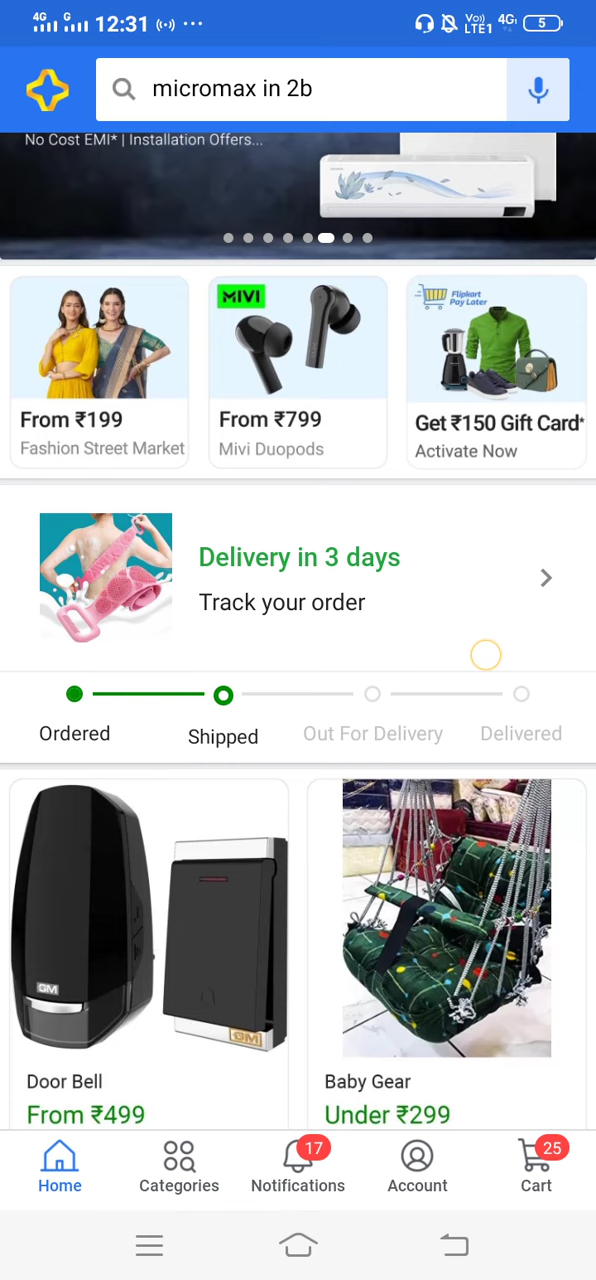 4G G 12:31 Vo)) LTE1 4G 5
micromax in 2b
No Cost EMI* | Installation Offers...
MIVI
Flipkart
Pay Later
From ₹199
From ₹799
Get ₹150 Gift Card*
Fashion Street Market
Mivi Duopods
Activate Now
Delivery in 3 days
Track your order
Ordered
Shipped
Out For Delivery
Delivered
GM
GM
Door Bell
Baby Gear
From ₹499
Under ₹299
17
25
Home
Categories
Notifications
Account
Cart